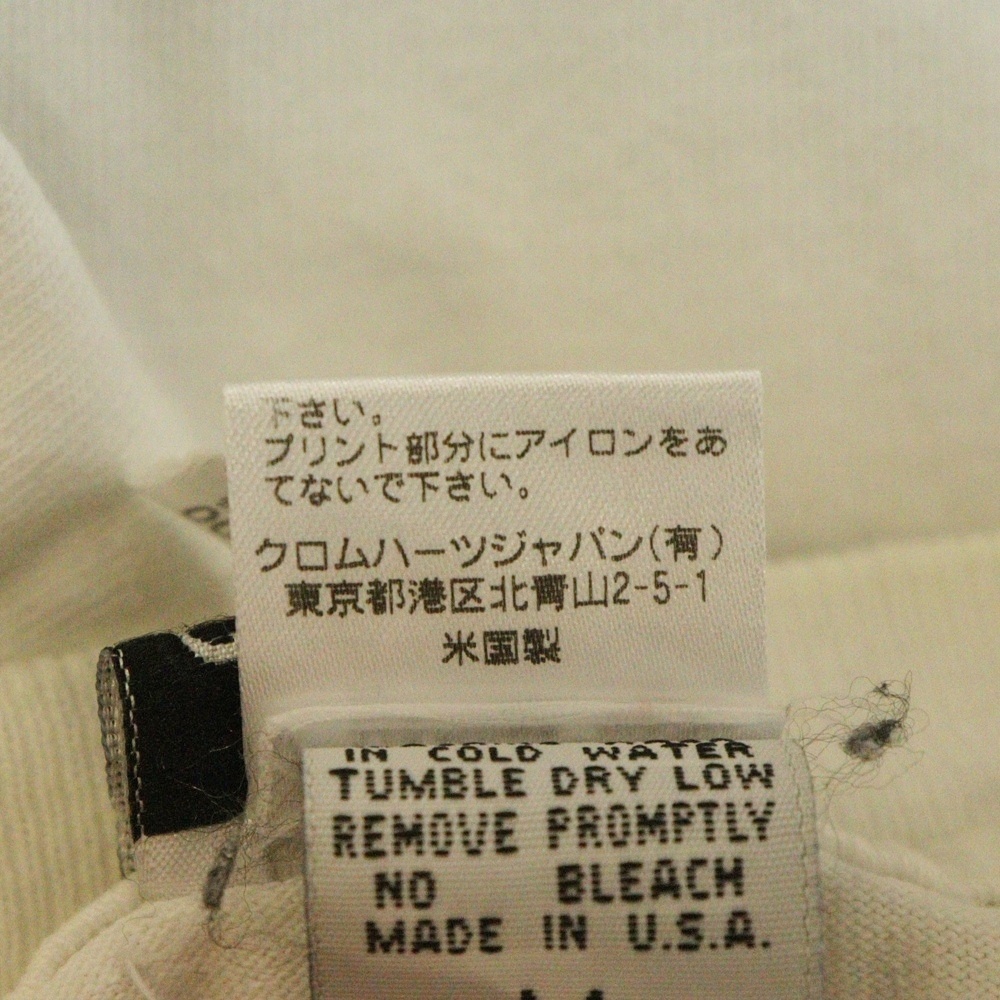 下さい。
プリント部分にアイロンをあ
てないで下さい。
クロムハーツジャパン(有)
東京都港区北青山2-5-1
米国製
IN COLD WATER
TUMBLE DRY LOW
REMOVE PROMPTLY
NO BLEACH
MADE IN U.S.A.